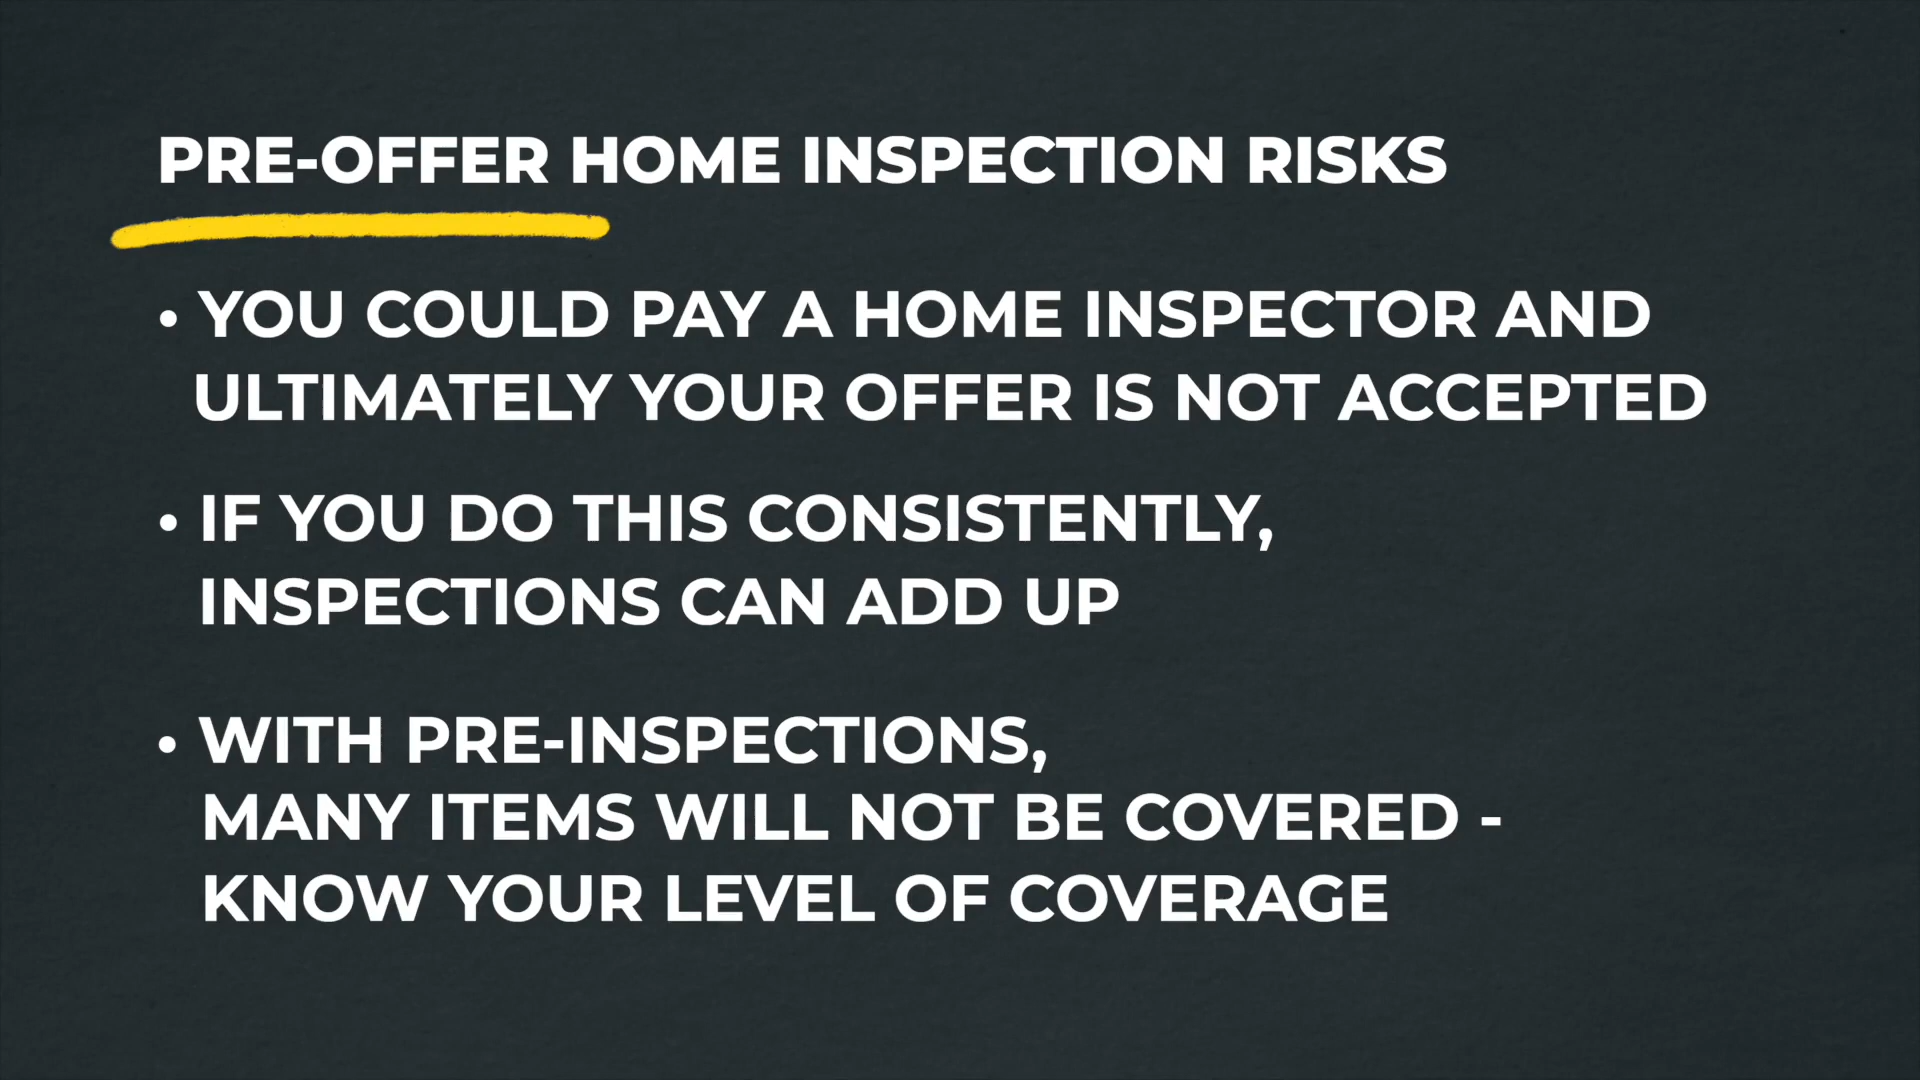 PRE-OFFER HOME INSPECTION RISKS
• YOU COULD PAY A HOME INSPECTOR AND
ULTIMATELY YOUR OFFER IS NOT ACCEPTED
• IF YOU DO THIS CONSISTENTLY,
INSPECTIONS CAN ADD UP
• WITH PRE-INSPECTIONS,
MANY ITEMS WILL NOT BE COVERED -
KNOW YOUR LEVEL OF COVERAGE